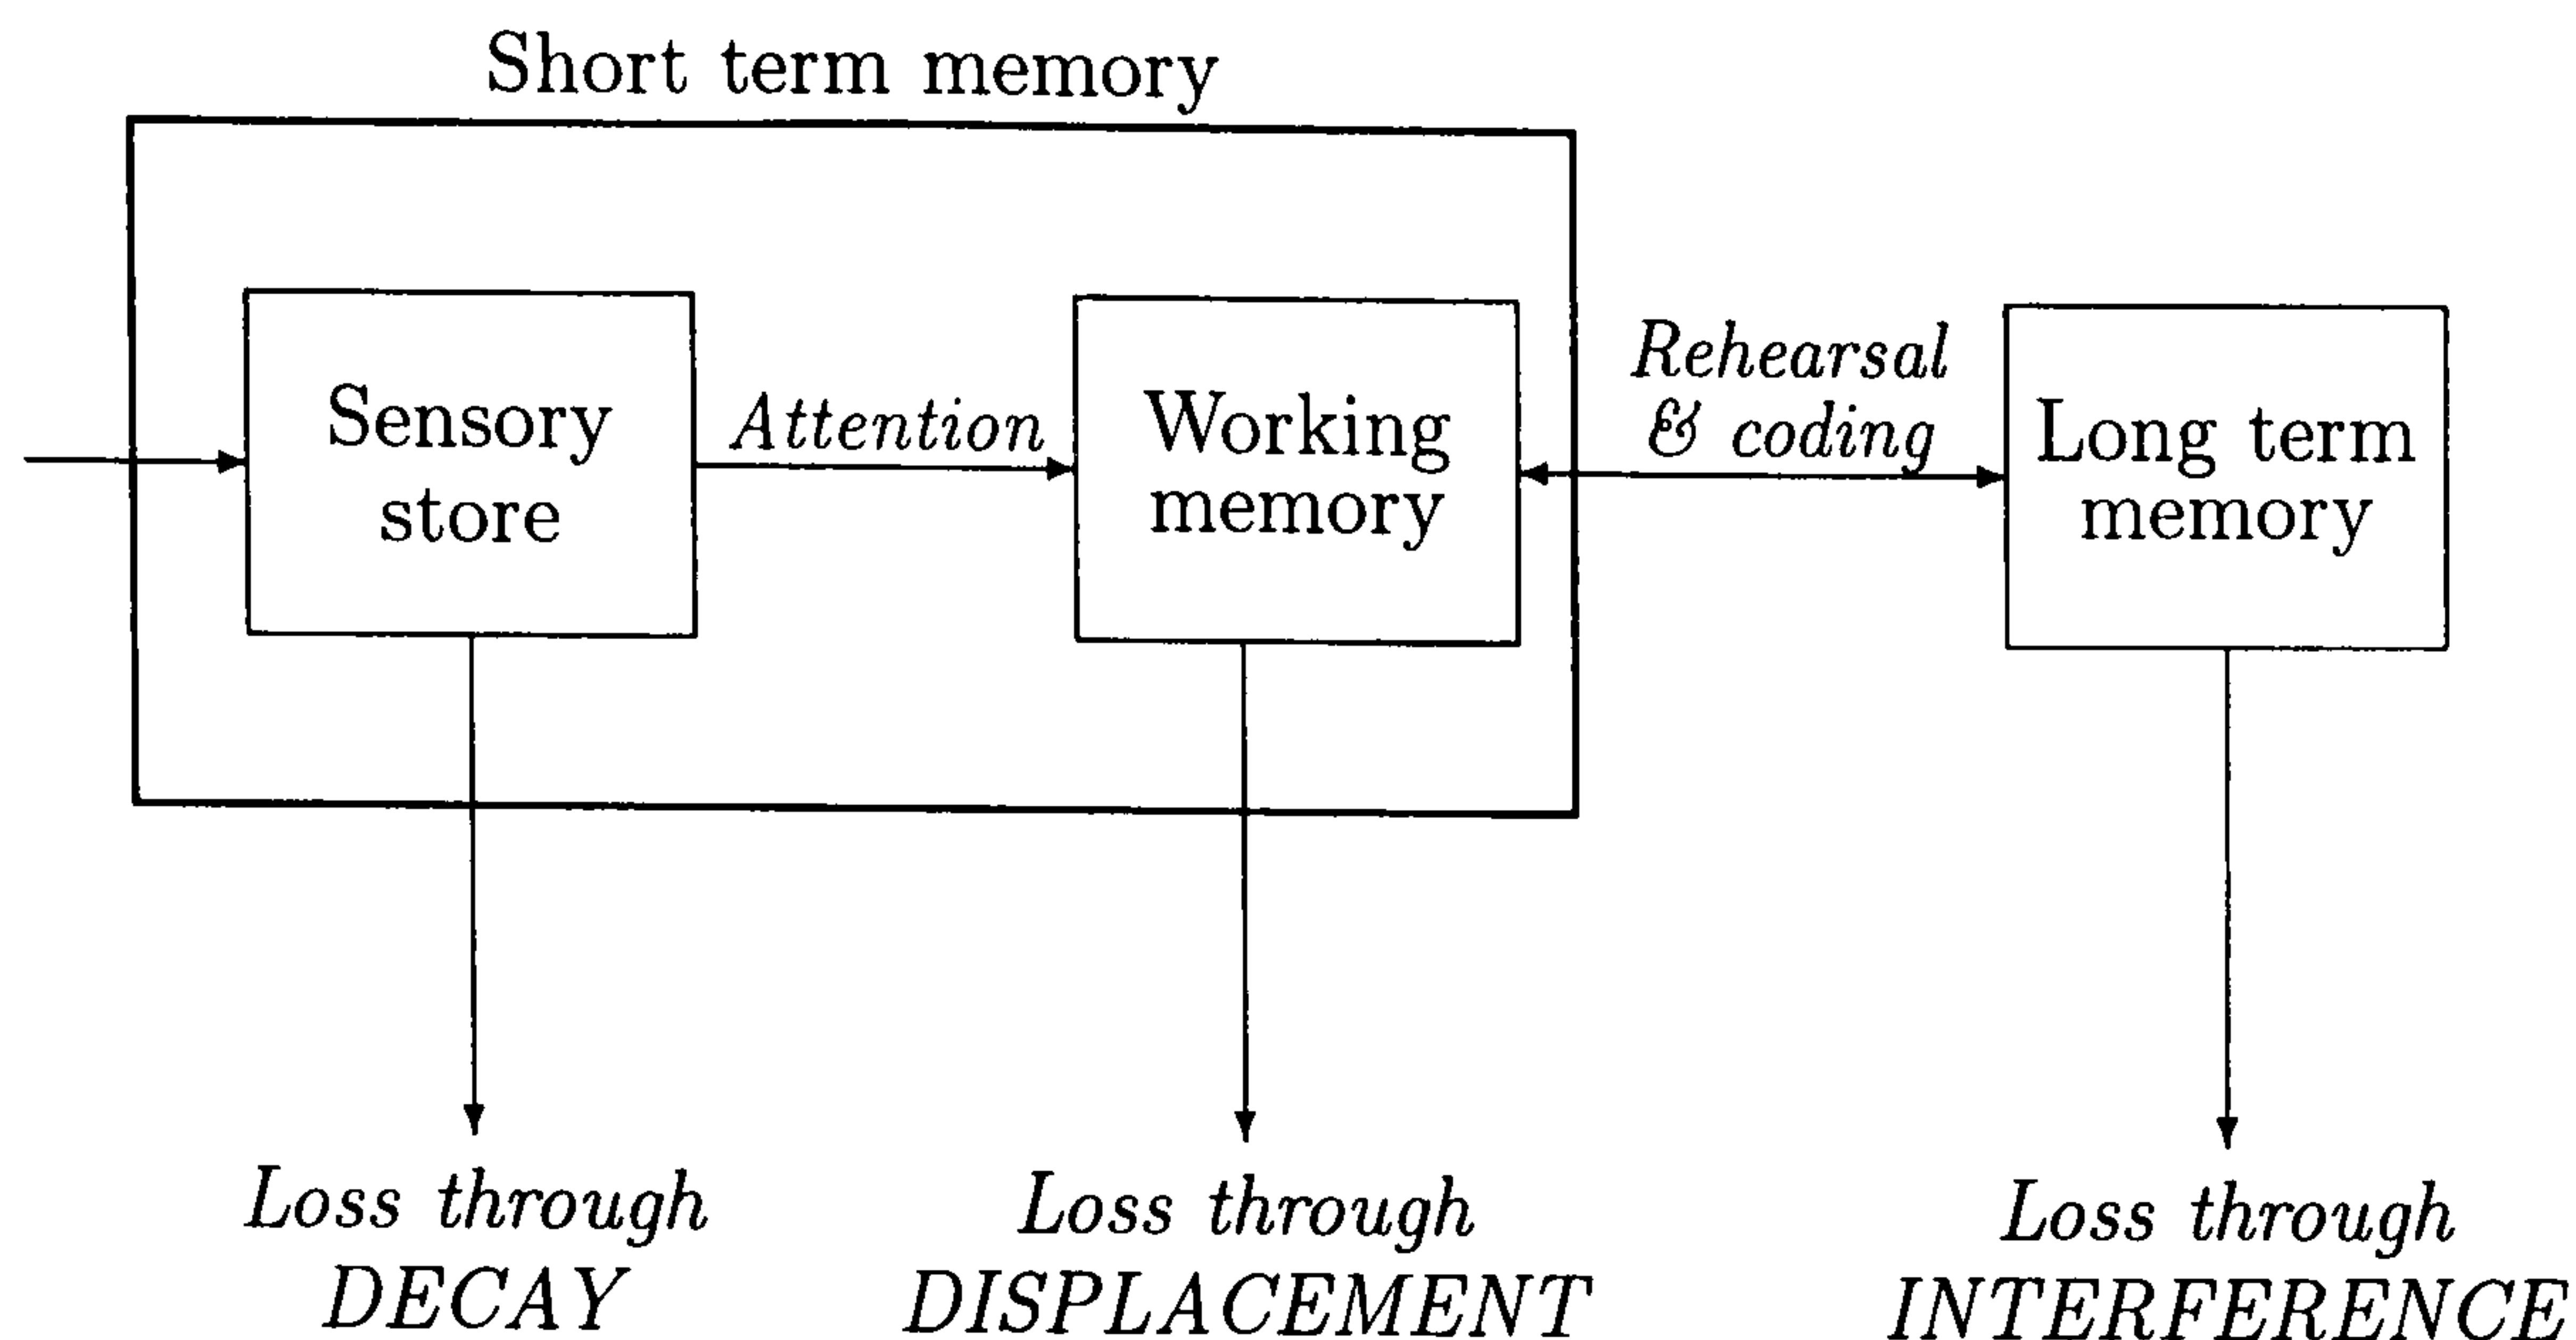 Short term memory
Sensory
store
Attention
Working
memory
Rehearsal
& coding
Long term
memory
Loss through
DECAY
Loss through
DISPLACEMENT
Loss through
INTERFERENCE